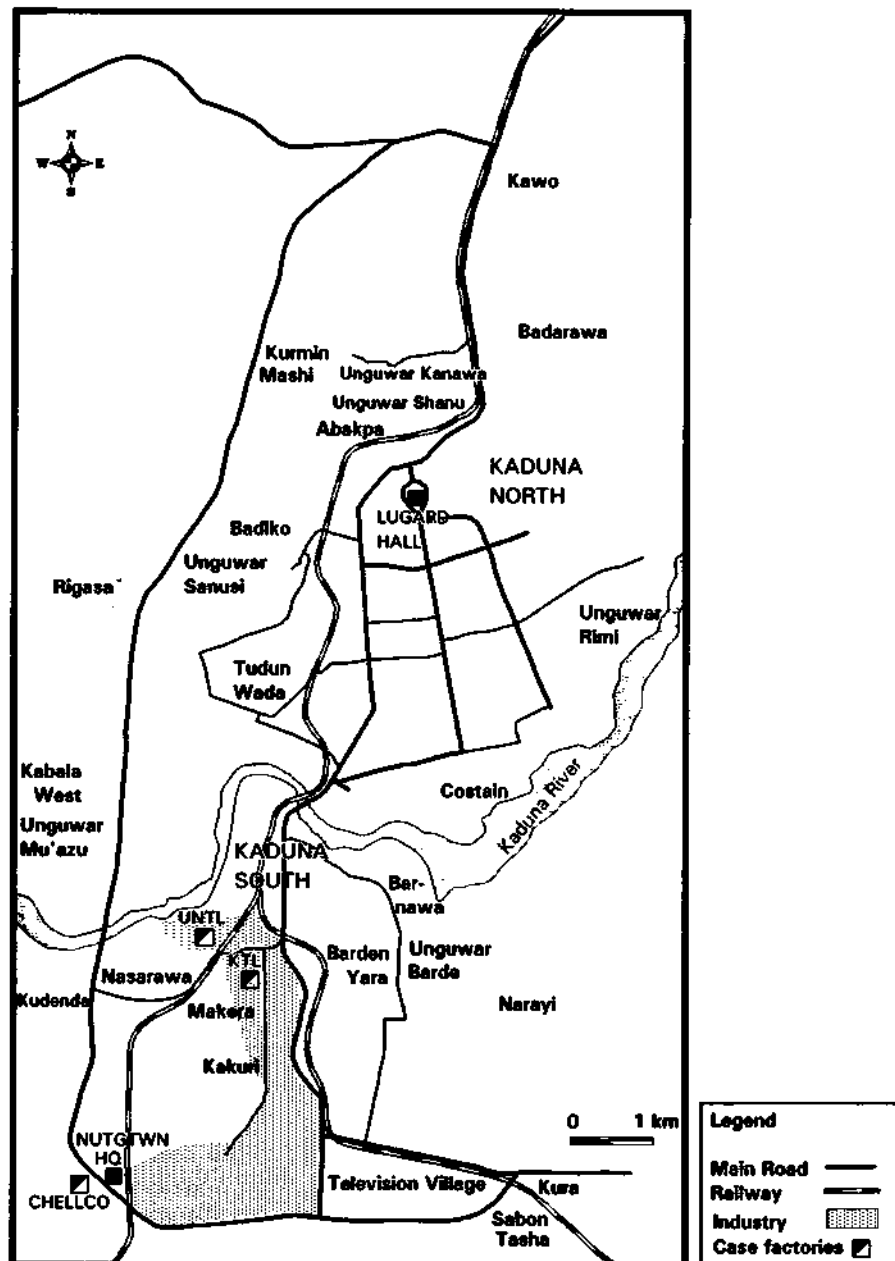 N
W E
S
Kawo
Badarawa
Kurmin
Mashi
Unguwar Kanawa
Unguwar Shanu
Abakpa
KADUNA
NORTH
LUGARD
HALL
Badiko
Unguwar
Sanusi
Rigasa
Unguwar
Rimi
Tudun
Wada
Kabala
West
Costain
Kaduna River
Unguwar
Mu'azu
KADUNA
SOUTH
Bar-
nawa
UNTL
Barden
Yara
Unguwar
Barde
KTL
Nasarawa
Kudenda
Makera
Narayi
Kakuri
0 1 km
NUTGTWN
HQ
CHELLCO
Television Village
Kura
Sabon
Tasha
Legend
Main Road
Railway
Industry
Case factories